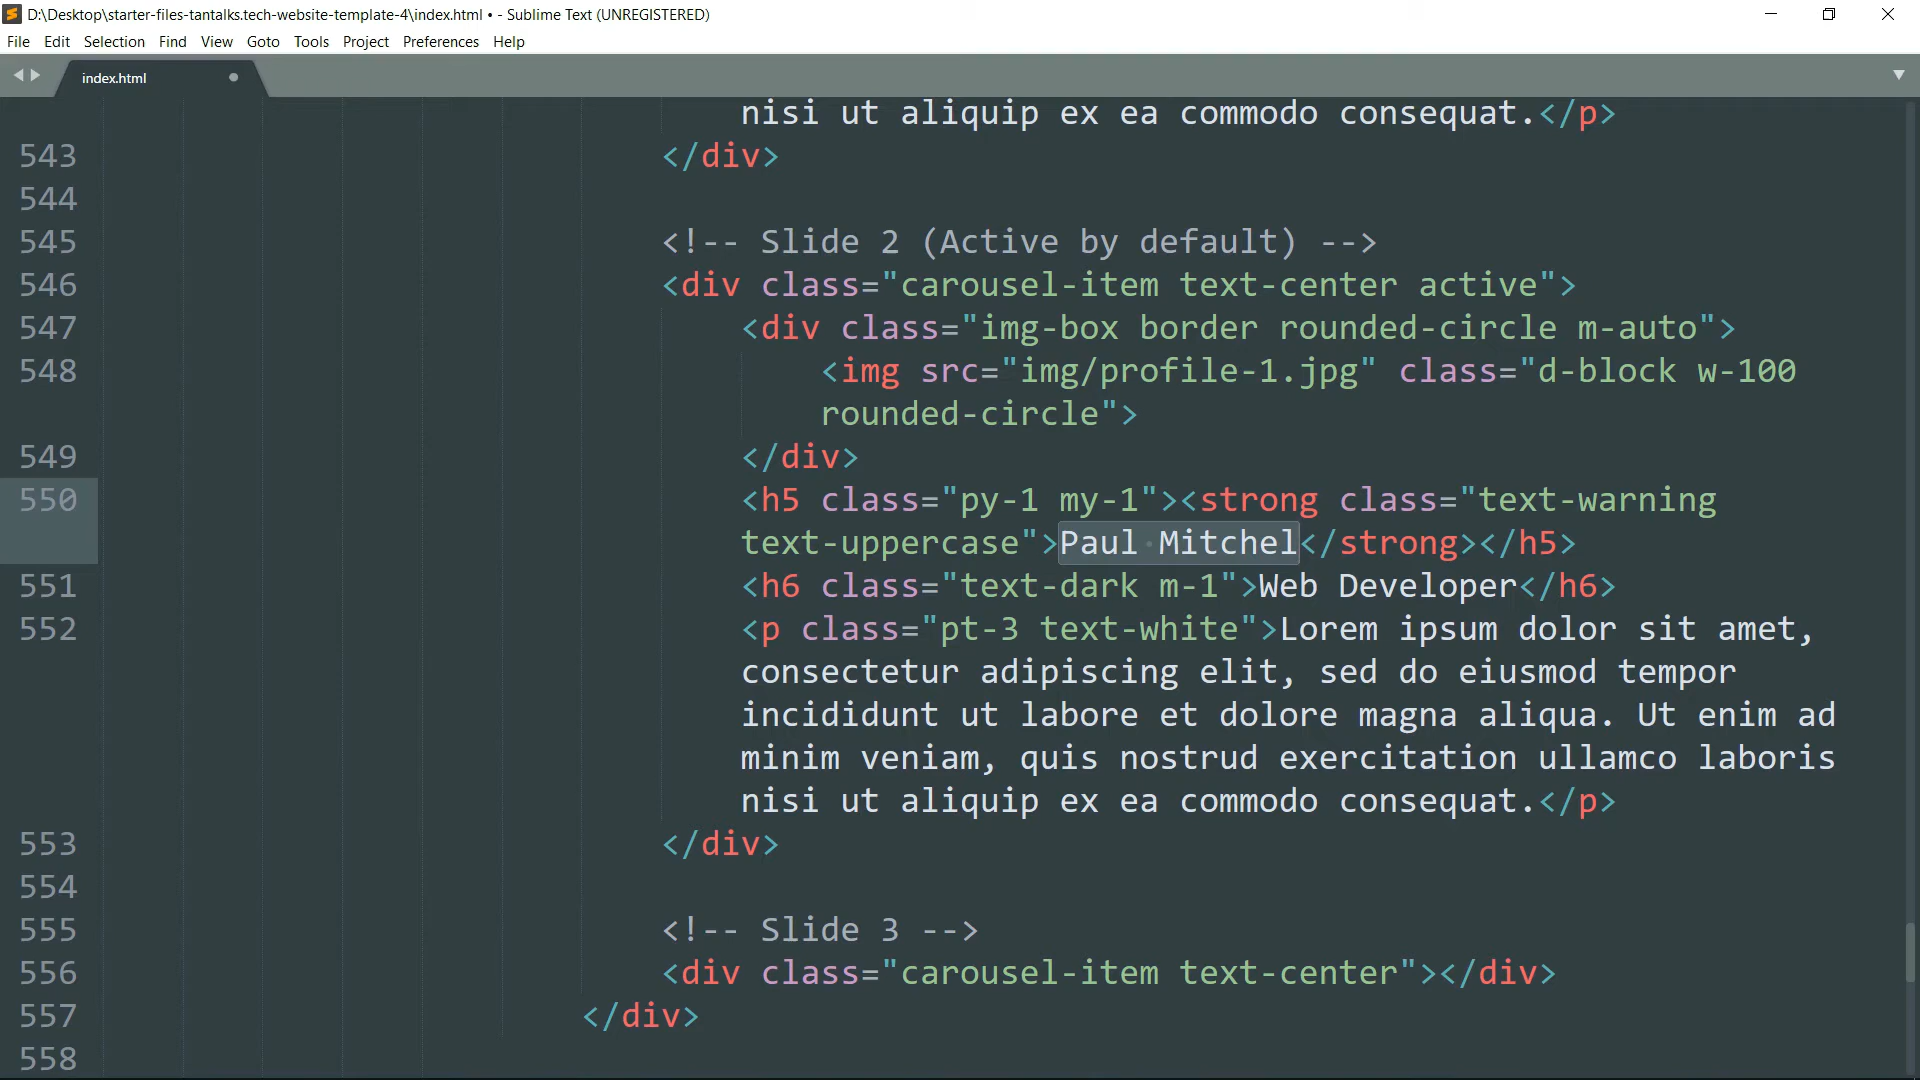 D:\Desktop\starter-files-tantalks.tech-website-template-4\index.html • - Sublime Text (UNREGISTERED)
File Edit Selection Find View Goto Tools Project Preferences Help
index.html
nisi ut aliquip ex ea commodo consequat.</p>
543 </div>
544
545 <!-- Slide 2 (Active by default) -->
546 <div class="carousel-item text-center active">
547 <div class="img-box border rounded-circle m-auto">
548 <img src="img/profile-1.jpg" class="d-block w-100
rounded-circle">
549 </div>
550 <h5 class="py-1 my-1"><strong class="text-warning
text-uppercase">Paul Mitchel</strong></h5>
551 <h6 class="text-dark m-1">Web Developer</h6>
552 <p class="pt-3 text-white">Lorem ipsum dolor sit amet,
consectetur adipiscing elit, sed do eiusmod tempor
incididunt ut labore et dolore magna aliqua. Ut enim ad
minim veniam, quis nostrud exercitation ullamco laboris
nisi ut aliquip ex ea commodo consequat.</p>
553 </div>
554
555 <!-- Slide 3 -->
556 <div class="carousel-item text-center"></div>
557 </div>
558